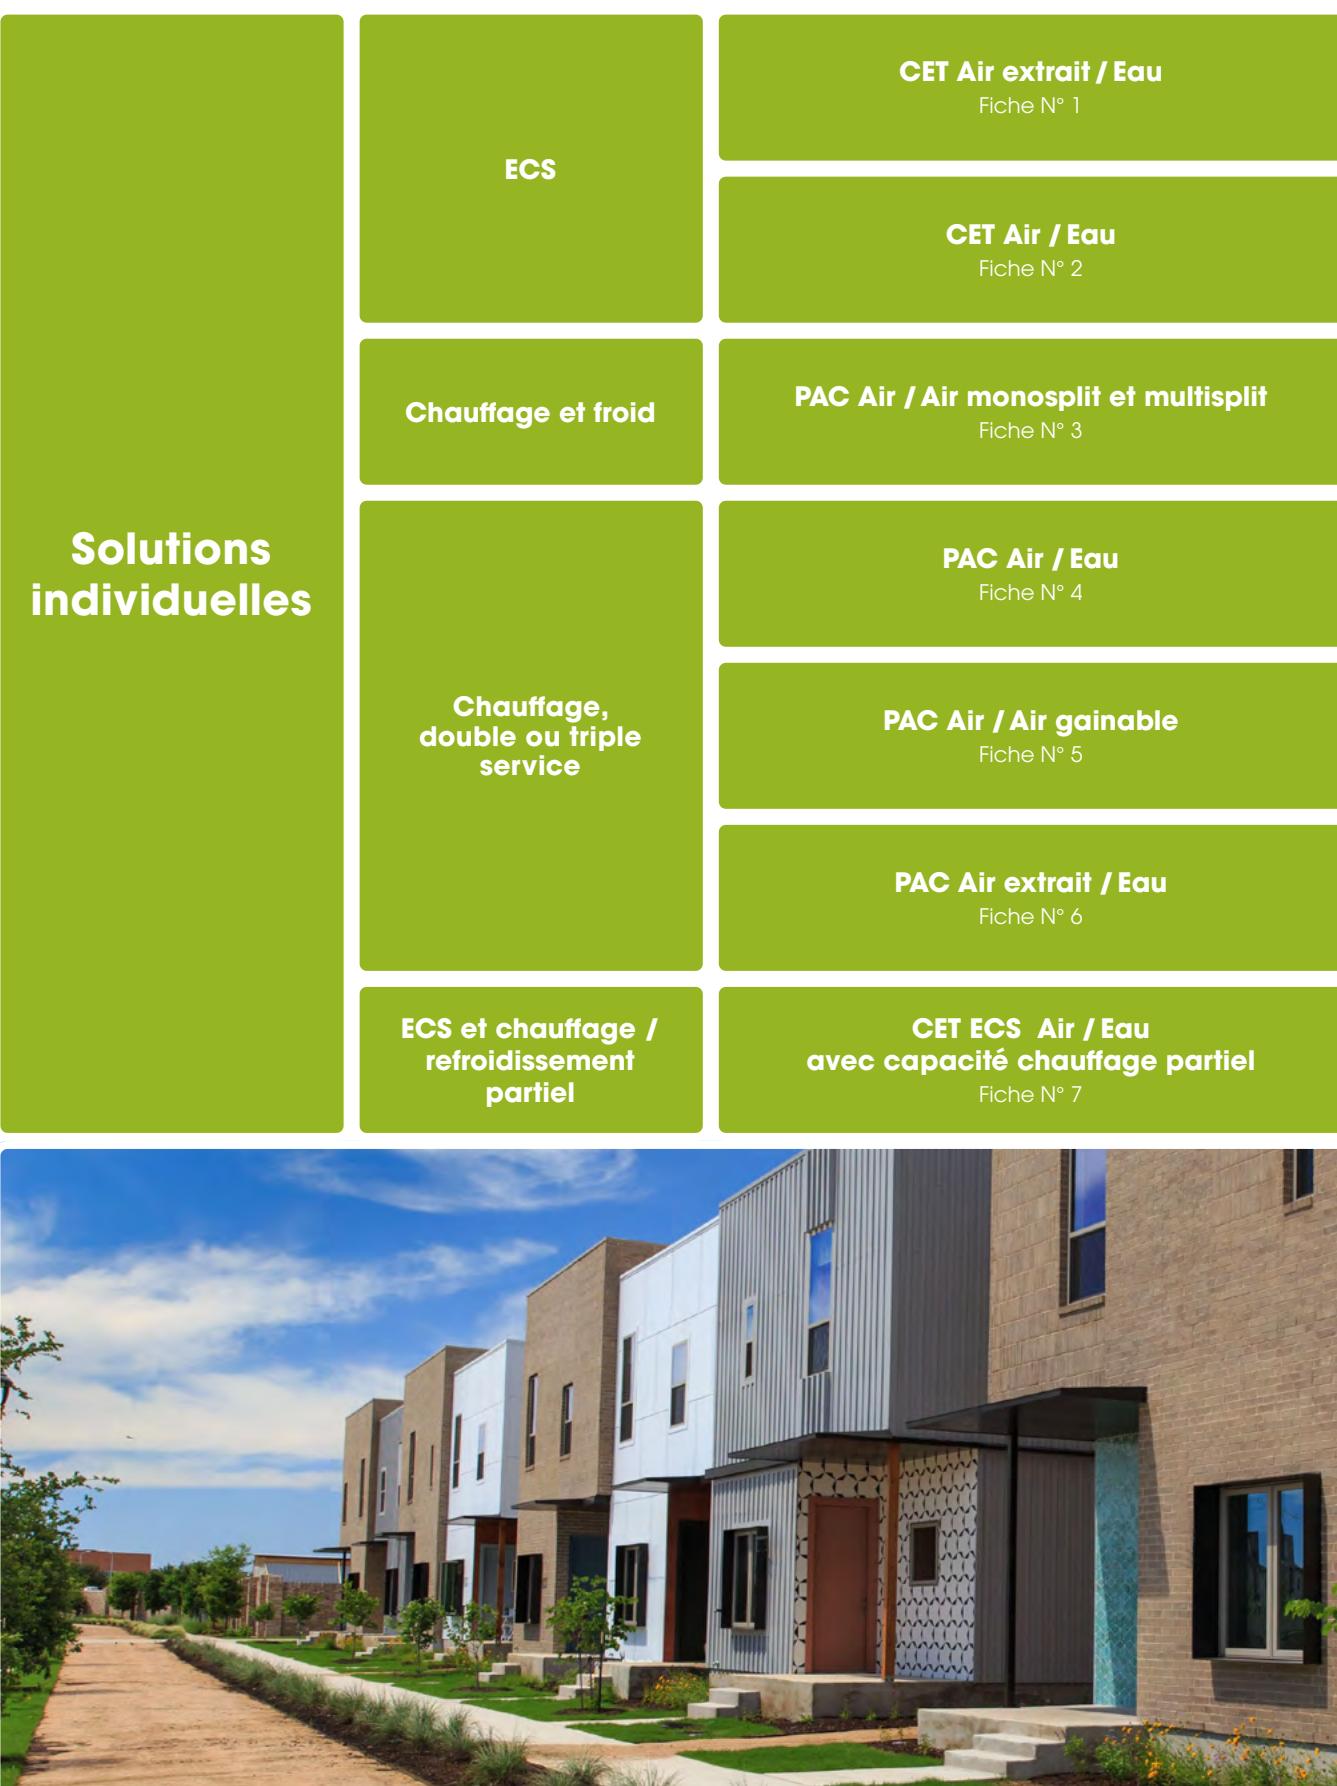 Solutions
individuelles
ECS
CET Air extrait / Eau
Fiche N° 1
CET Air / Eau
Fiche N° 2
Chauffage et froid
PAC Air / Air monosplit et multisplit
Fiche N° 3
Chauffage,
double ou triple
service
PAC Air / Eau
Fiche N° 4
PAC Air / Air gainable
Fiche N° 5
PAC Air extrait / Eau
Fiche N° 6
ECS et chauffage /
refroidissement
partiel
CET ECS Air / Eau
avec capacité chauffage partiel
Fiche N° 7